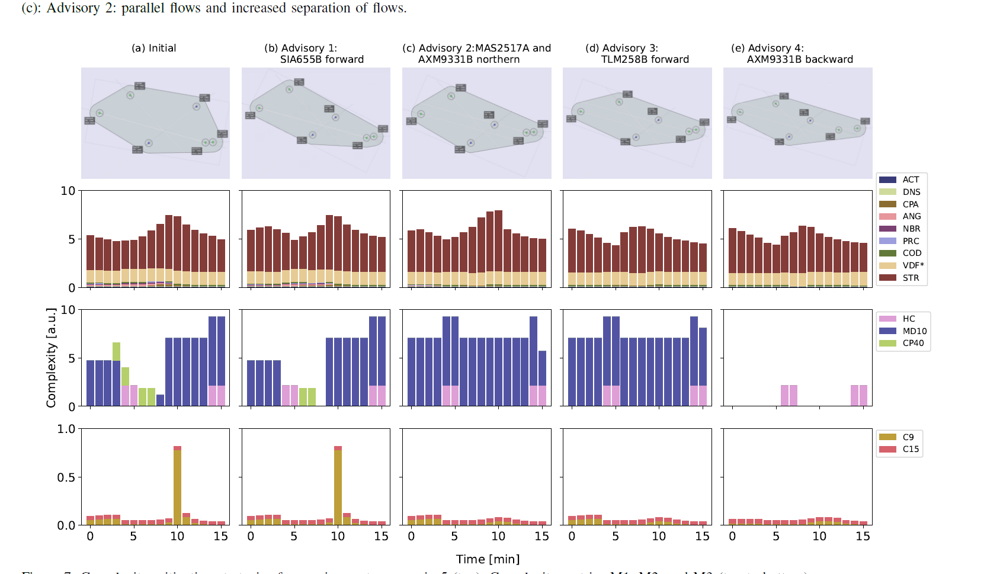 (c): Advisory 2: parallel flows and increased separation of flows.
(a) Initial
(b) Advisory 1:
SIA655B forward
(c) Advisory 2:MAS2517A and
AXM9331B northern
(d) Advisory 3:
TLM258B forward
(e) Advisory 4:
AXM9331B backward
10
5
0
ACT
DNS
CPA
ANG
NBR
PRC
COD
VDF*
STR
Complexity [a.u.]
10
5
0
HC
MD10
CP40
1.0
0.5
0.0
C9
C15
0 5 10 15
0 5 10 15
0 5 10 15
0 5 10 15
0 5 10 15
Time [min]